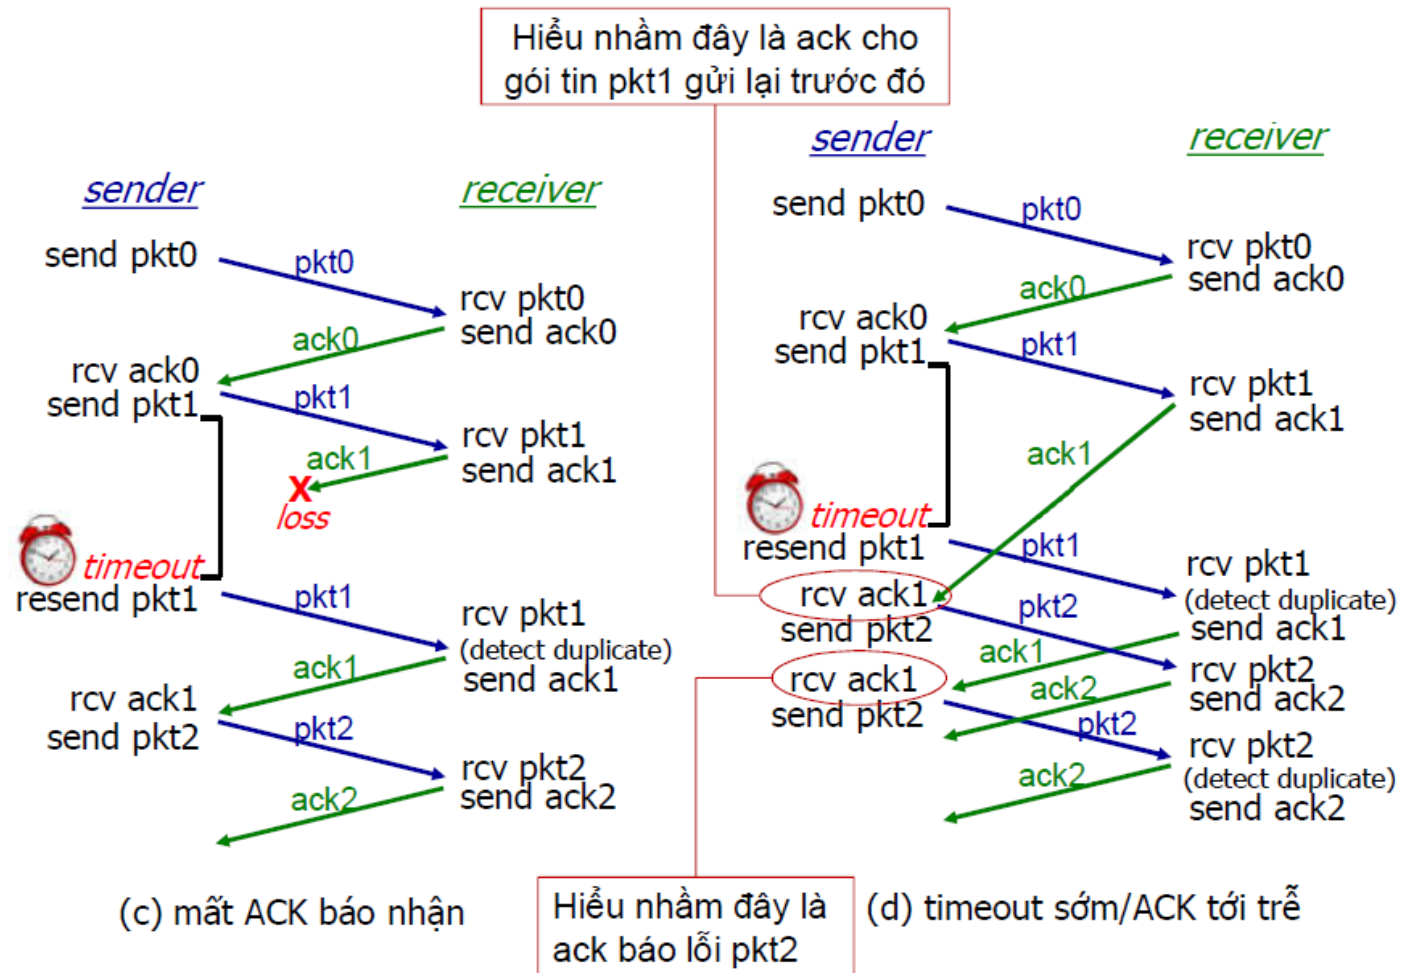 Hiểu nhầm đây là ack cho
gói tin pkt1 gửi lại trước đó
sender
receiver
send pkt0
pkt0
rcv pkt0
send ack0
ack0
rcv ack0
send pkt1
pkt1
rcv pkt1
send ack1
ack1
X
loss
timeout
resend pkt1
pkt1
rcv pkt1
(detect duplicate)
send ack1
ack1
rcv ack1
send pkt2
pkt2
rcv pkt2
send ack2
ack2
(c) mất ACK báo nhận
sender
receiver
send pkt0
pkt0
rcv pkt0
send ack0
ack0
rcv ack0
send pkt1
pkt1
rcv pkt1
send ack1
ack1
timeout
resend pkt1
pkt1
rcv pkt1
(detect duplicate)
send ack1
rcv ack1
send pkt2
pkt2
ack1
rcv pkt2
send ack2
rcv ack1
send pkt2
ack2
pkt2
rcv pkt2
(detect duplicate)
send ack2
ack2
Hiểu nhầm đây là
ack báo lỗi pkt2
(d) timeout sớm/ACK tới trễ